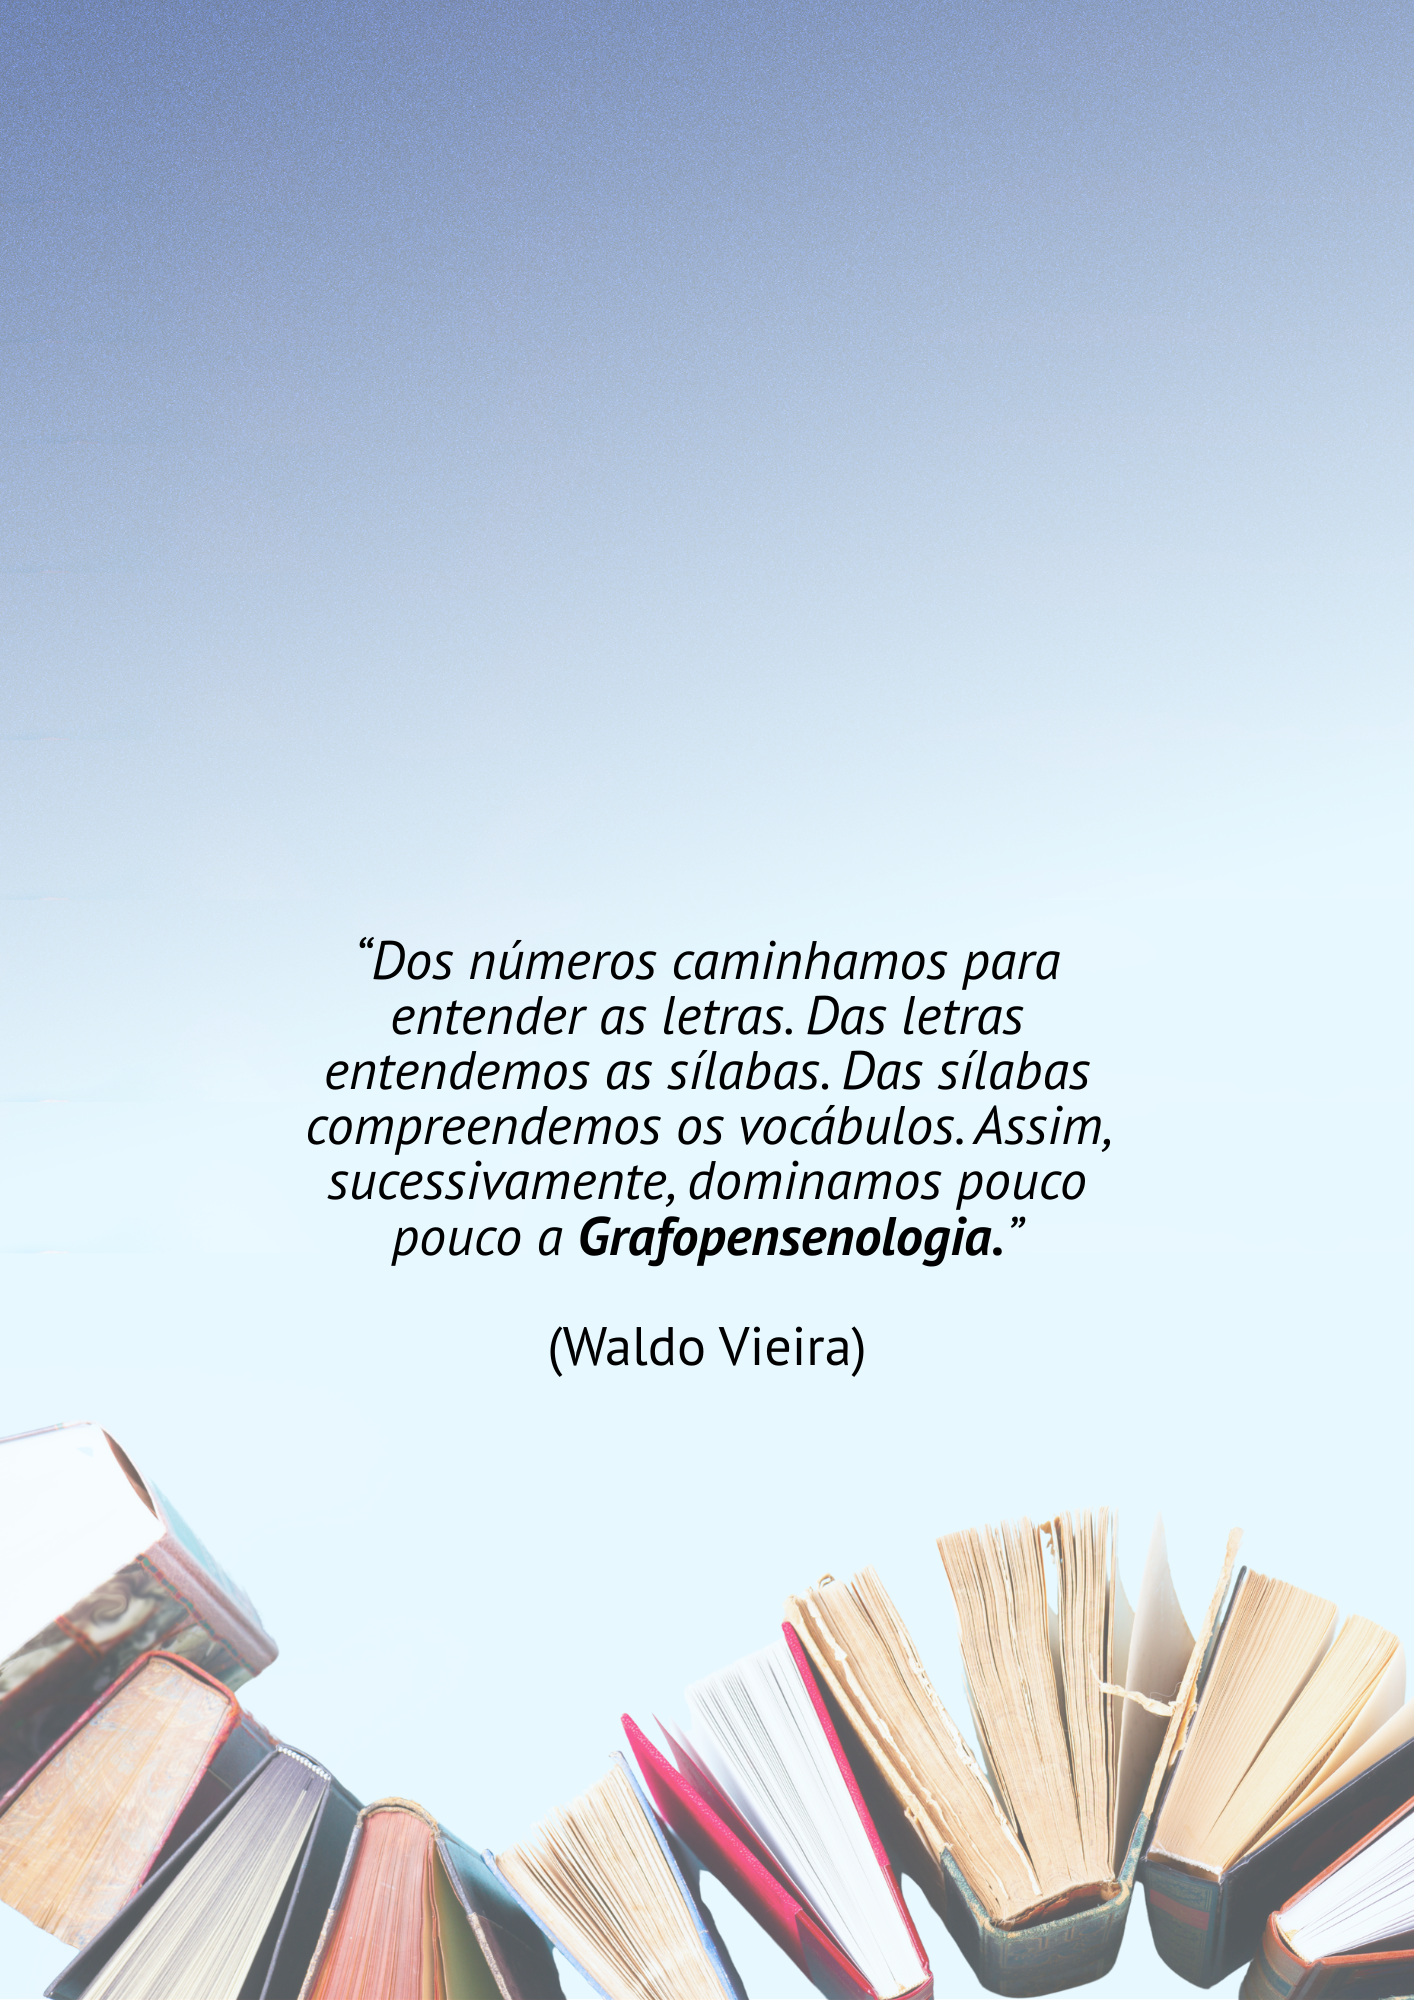 “Dos números caminhamos para
entender as letras. Das letras
entendemos as sílabas. Das sílabas
compreendemos os vocábulos. Assim,
sucessivamente, dominamos pouco
pouco a Grafopensenologia.”
(Waldo Vieira)